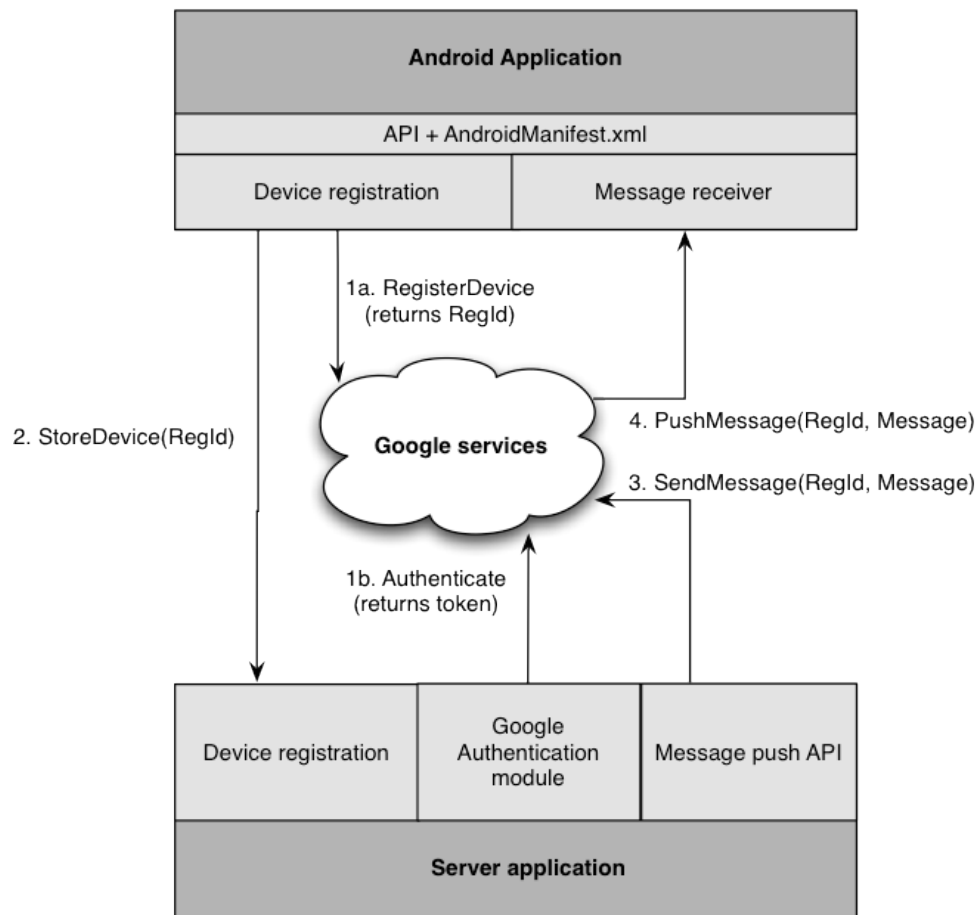 Android Application
API + AndroidManifest.xml
Device registration
Message receiver
1a. RegisterDevice
(returns RegId)
2. StoreDevice(RegId)
Google services
4. PushMessage(RegId, Message)
3. SendMessage(RegId, Message)
1b. Authenticate
(returns token)
Device registration
Google
Authentication
module
Message push API
Server application